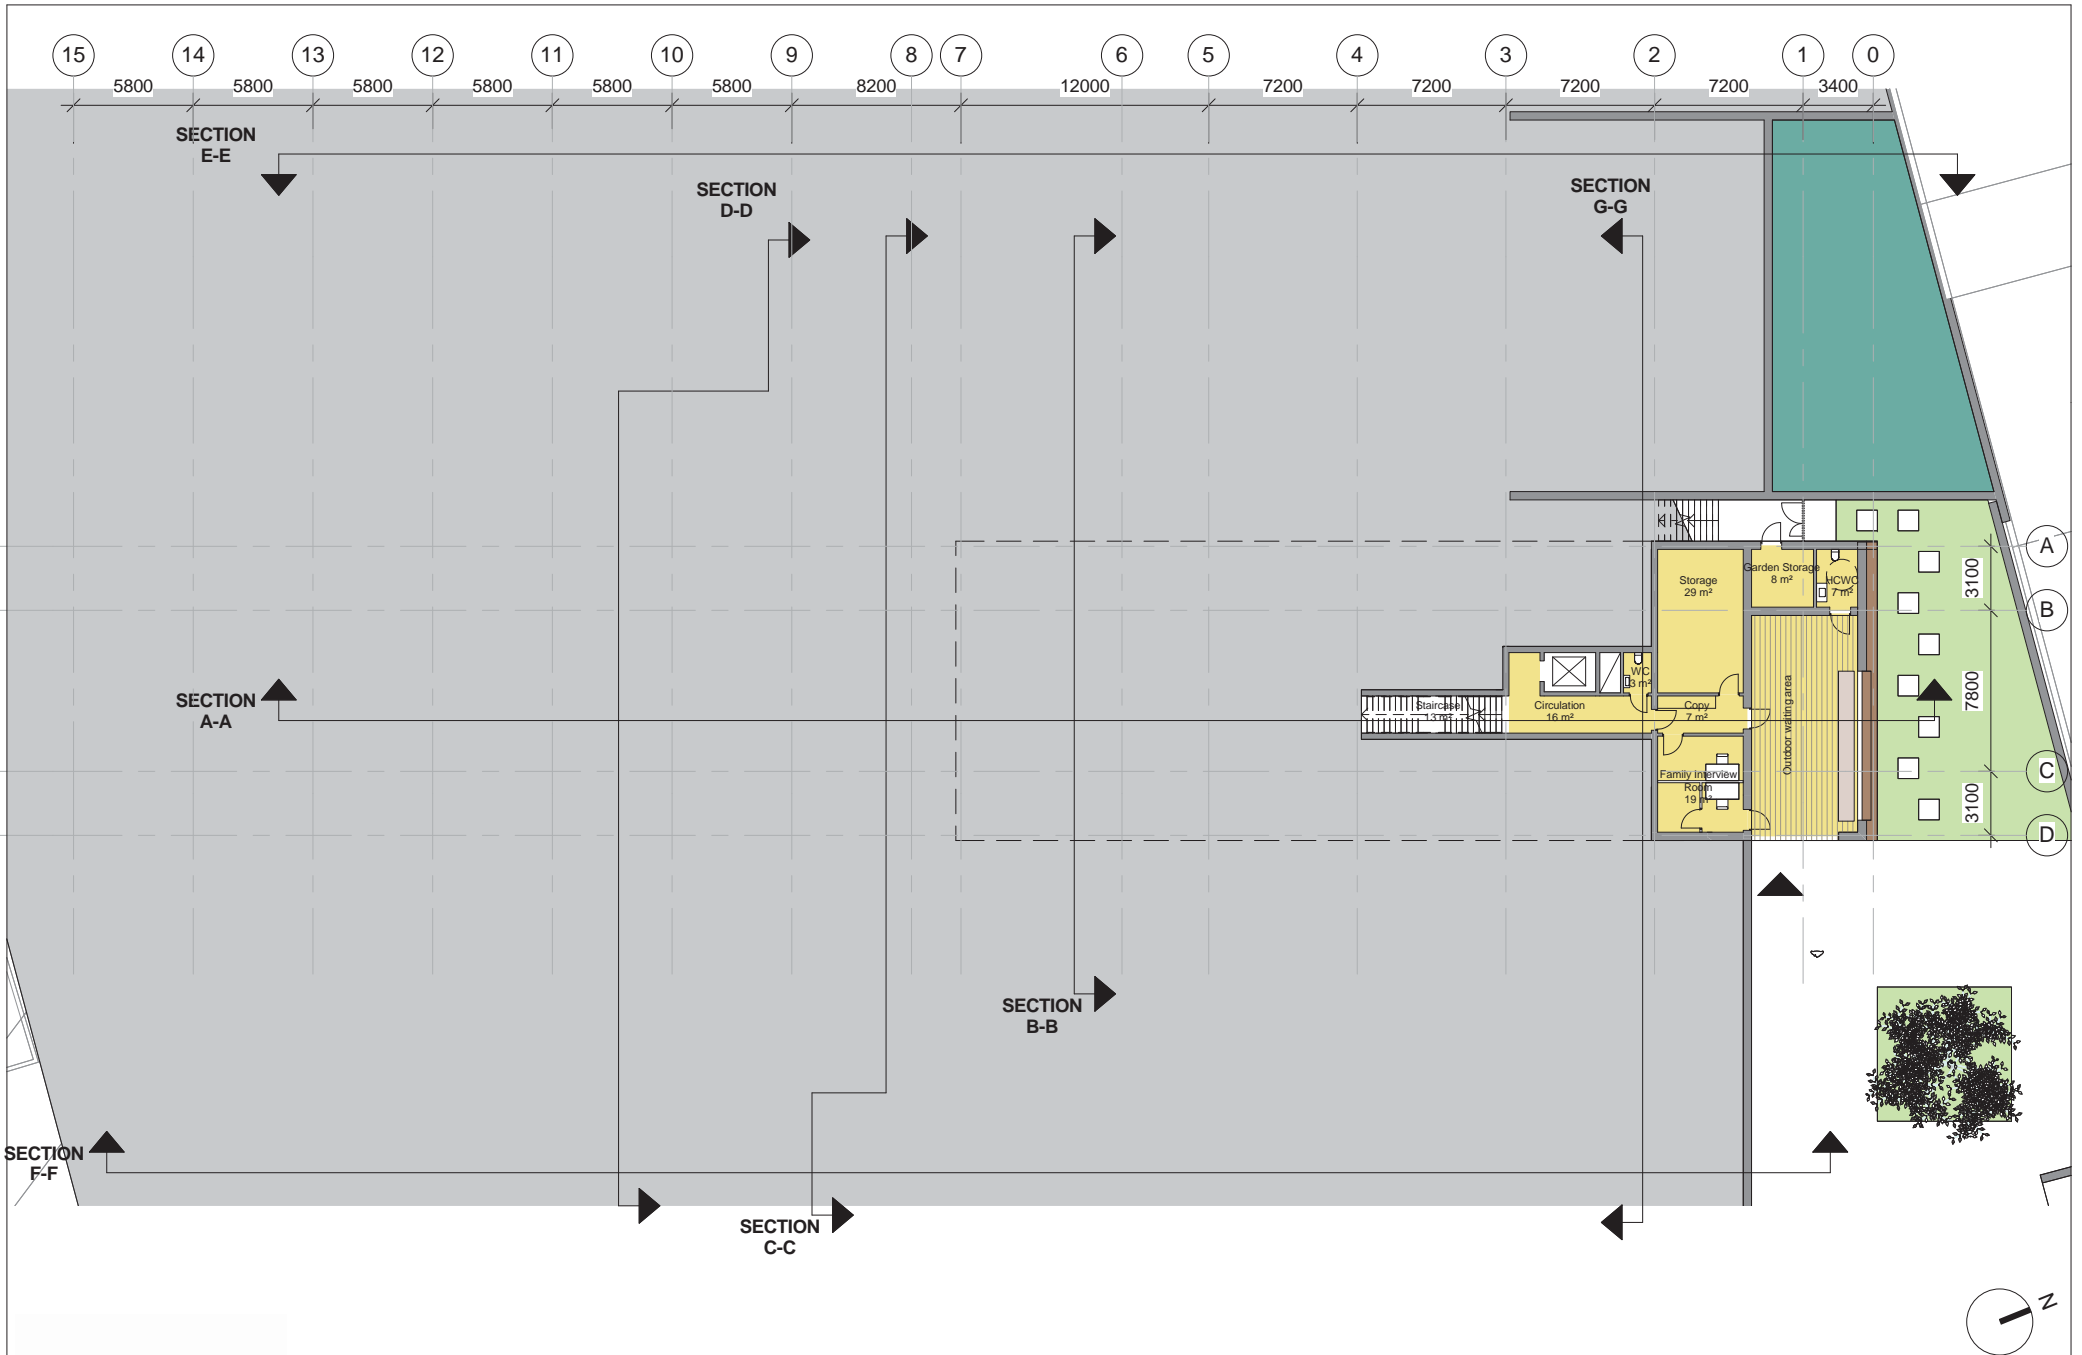 15 14 13 12 11 10 9 8 7 6 5 4 3 2 1 0
5800 5800 5800 5800 5800 5800 8200 12000 7200 7200 7200 7200 3400
SECTION
E-E
SECTION
D-D
SECTION
G-G
A
3100
B
7800
C
3100
D
Storage
29 m²
Garden Storage
8 m²
HCWC
7 m²
WC
3 m²
SECTION
A-A
Staircase
13 m²
Circulation
16 m²
Copy
7 m²
Outdoor waiting area
Family Interview
Room
19 m²
SECTION
B-B
SECTION
F-F
SECTION
C-C
N